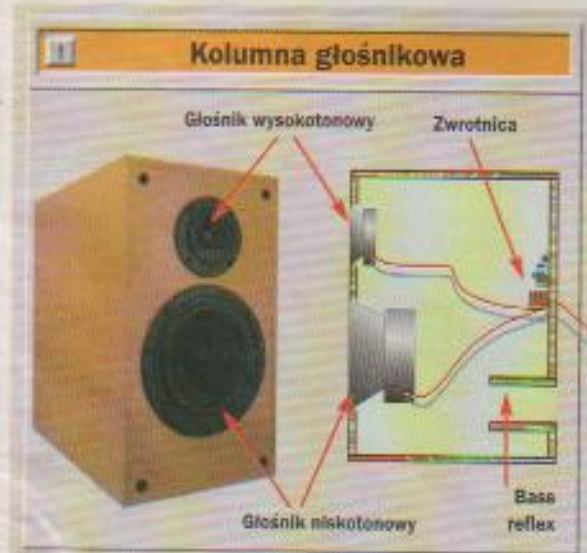 !
Kolumna głośnikowa
Głośnik wysokotonowy
Zwrotnica
Głośnik niskotonowy
Bass
reflex